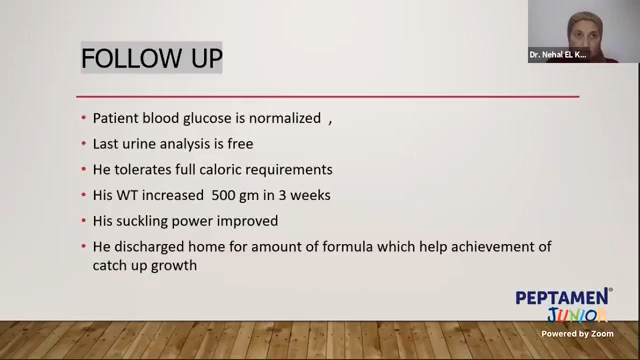 FOLLOW UP
Dr. Nehal EL K...
• Patient blood glucose is normalized ,
• Last urine analysis is free
• He tolerates full caloric requirements
• His WT increased 500 gm in 3 weeks
• His suckling power improved
• He discharged home for amount of formula which help achievement of
catch up growth
PEPTAMEN®
JUNIOR
Powered by Zoom